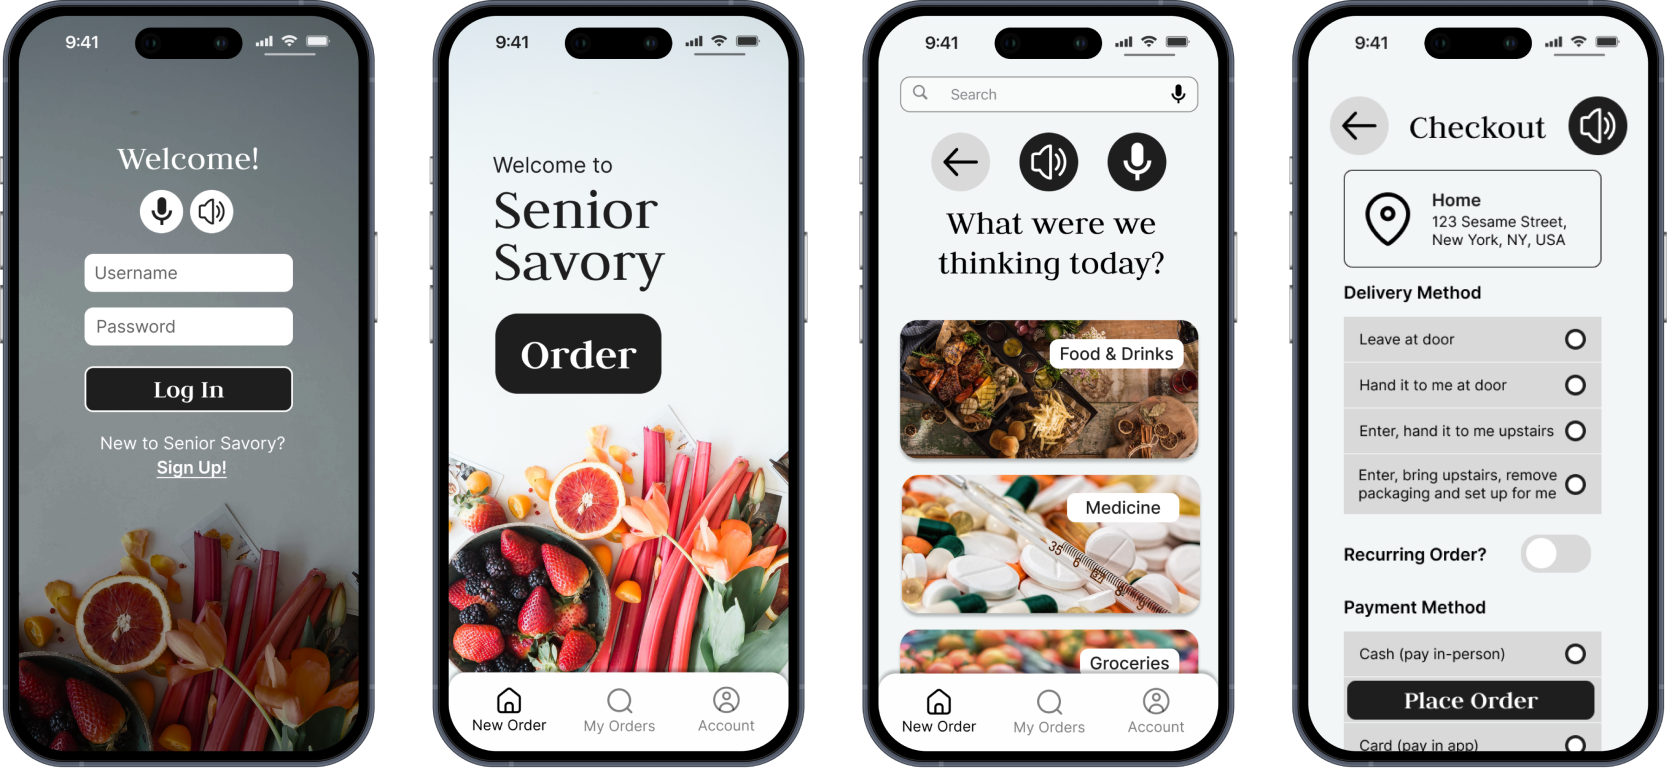 9:41
Welcome!
Username
Password
Log In
New to Senior Savory?
Sign Up!
9:41
Welcome to
Senior
Savory
Order
New Order
My Orders
Account
9:41
Search
What were we
thinking today?
Food & Drinks
Medicine
35
37
Groceries
New Order
My Orders
Account
9:41
Checkout
Home
123 Sesame Street,
New York, NY, USA
Delivery Method
Leave at door
Hand it to me at door
Enter, hand it to me upstairs
Enter, bring upstairs, remove
packaging and set up for me
Recurring Order?
Payment Method
Cash (pay in-person)
Place Order
Card (pay in app)